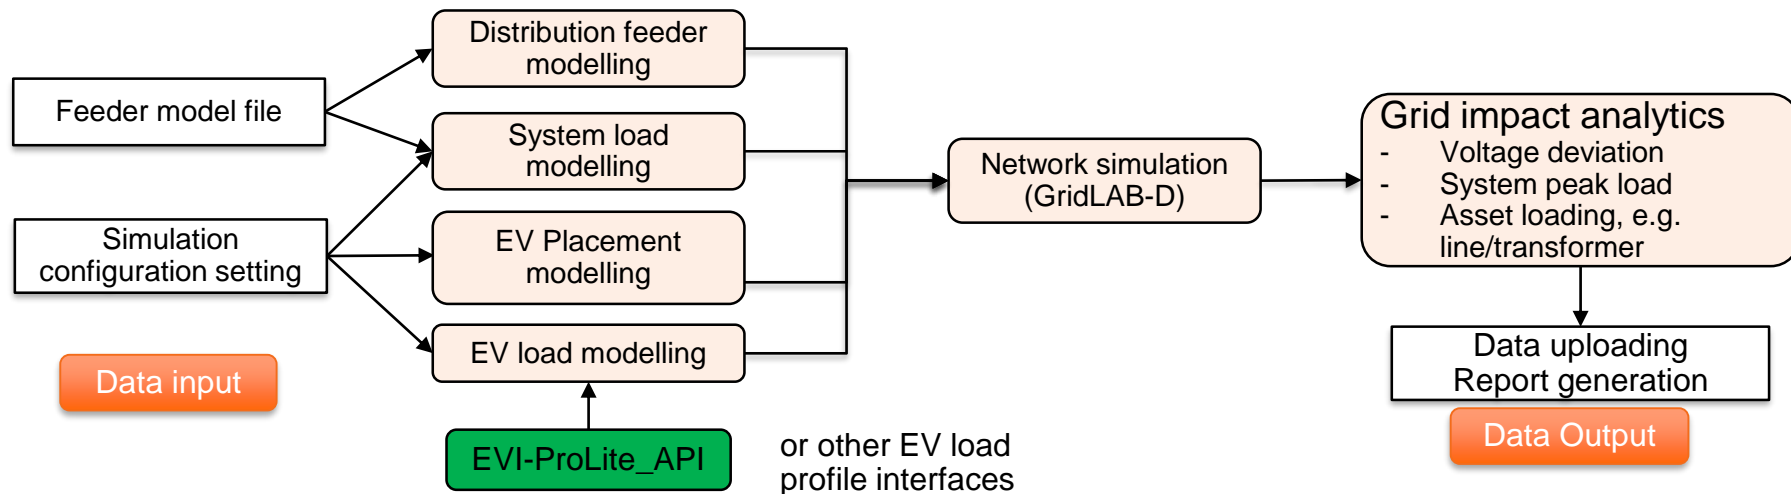 Feeder model file
Simulation
configuration setting
Data input
Distribution feeder
modelling
System load
modelling
EV Placement
modelling
EV load modelling
EVI-ProLite_API
or other EV load
profile interfaces
Network simulation
(GridLAB-D)
Grid impact analytics
- Voltage deviation
- System peak load
- Asset loading, e.g.
line/transformer
Data uploading
Report generation
Data Output